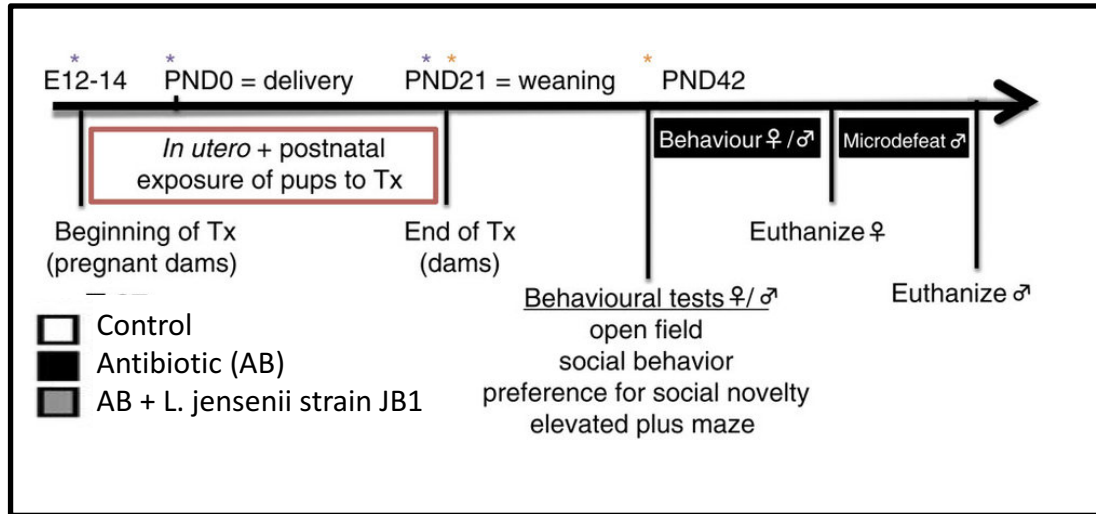 * * * * *
E12-14 PND0 = delivery PND21 = weaning PND42
In utero + postnatal
exposure of pups to Tx
Behaviour ♀/♂
Microdefeat ♂
Beginning of Tx
(pregnant dams)
End of Tx
(dams)
Euthanize ♀
Euthanize ♂
Behavioural tests ♀/♂
open field
social behavior
preference for social novelty
elevated plus maze
Control
Antibiotic (AB)
AB + L. jensenii strain JB1